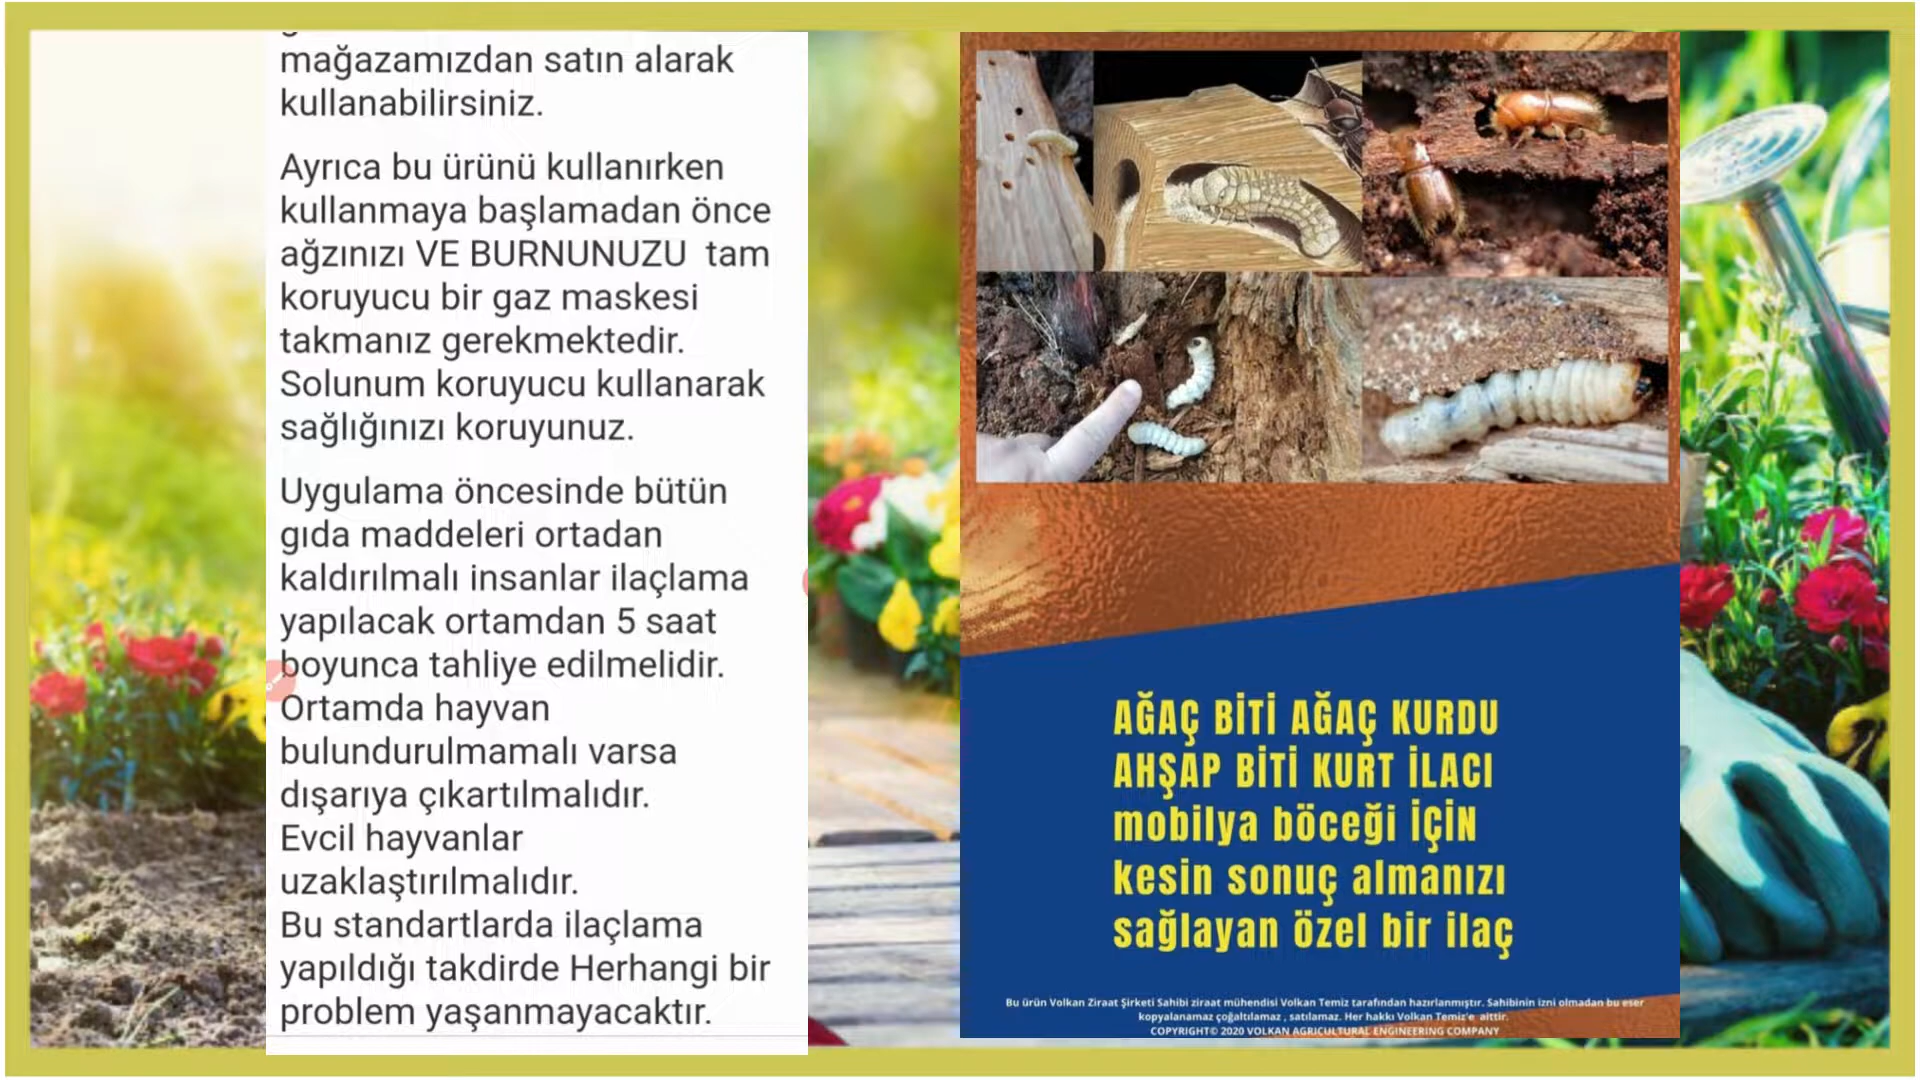 mağazamızdan satın alarak
kullanabilirsiniz.
Ayrıca bu ürünü kullanırken
kullanmaya başlamadan önce
ağzınızı VE BURNUNUZU tam
koruyucu bir gaz maskesi
takmanız gerekmektedir.
Solunum koruyucu kullanarak
sağlığınızı koruyunuz.
Uygulama öncesinde bütün
gıda maddeleri ortadan
kaldırılmalı insanlar ilaçlama
yapılacak ortamdan 5 saat
boyunca tahliye edilmelidir.
Ortamda hayvan
bulundurulmamalı varsa
dışarıya çıkartılmalıdır.
Evcil hayvanlar
uzaklaştırılmalıdır.
Bu standartlarda ilaçlama
yapıldığı takdirde Herhangi bir
problem yaşanmayacaktır.
AĞAÇ BİTİ AĞAÇ KURDU
AHŞAP BİTİ KURT İLACI
mobilya böceği İÇİN
kesin sonuç almanızı
sağlayan özel bir ilaç
Bu ürün Volkan Ziraat Şirketi Sahibi ziraat mühendisi Volkan Temiz tarafından hazırlanmıştır. Sahibinin izni olmadan bu eser
kopyalanamaz çoğaltılamaz , satılamaz. Her hakkı Volkan Temiz'e aittir.
COPYRIGHT© 2020 VOLKAN AGRICULTURAL ENGINEERING COMPANY